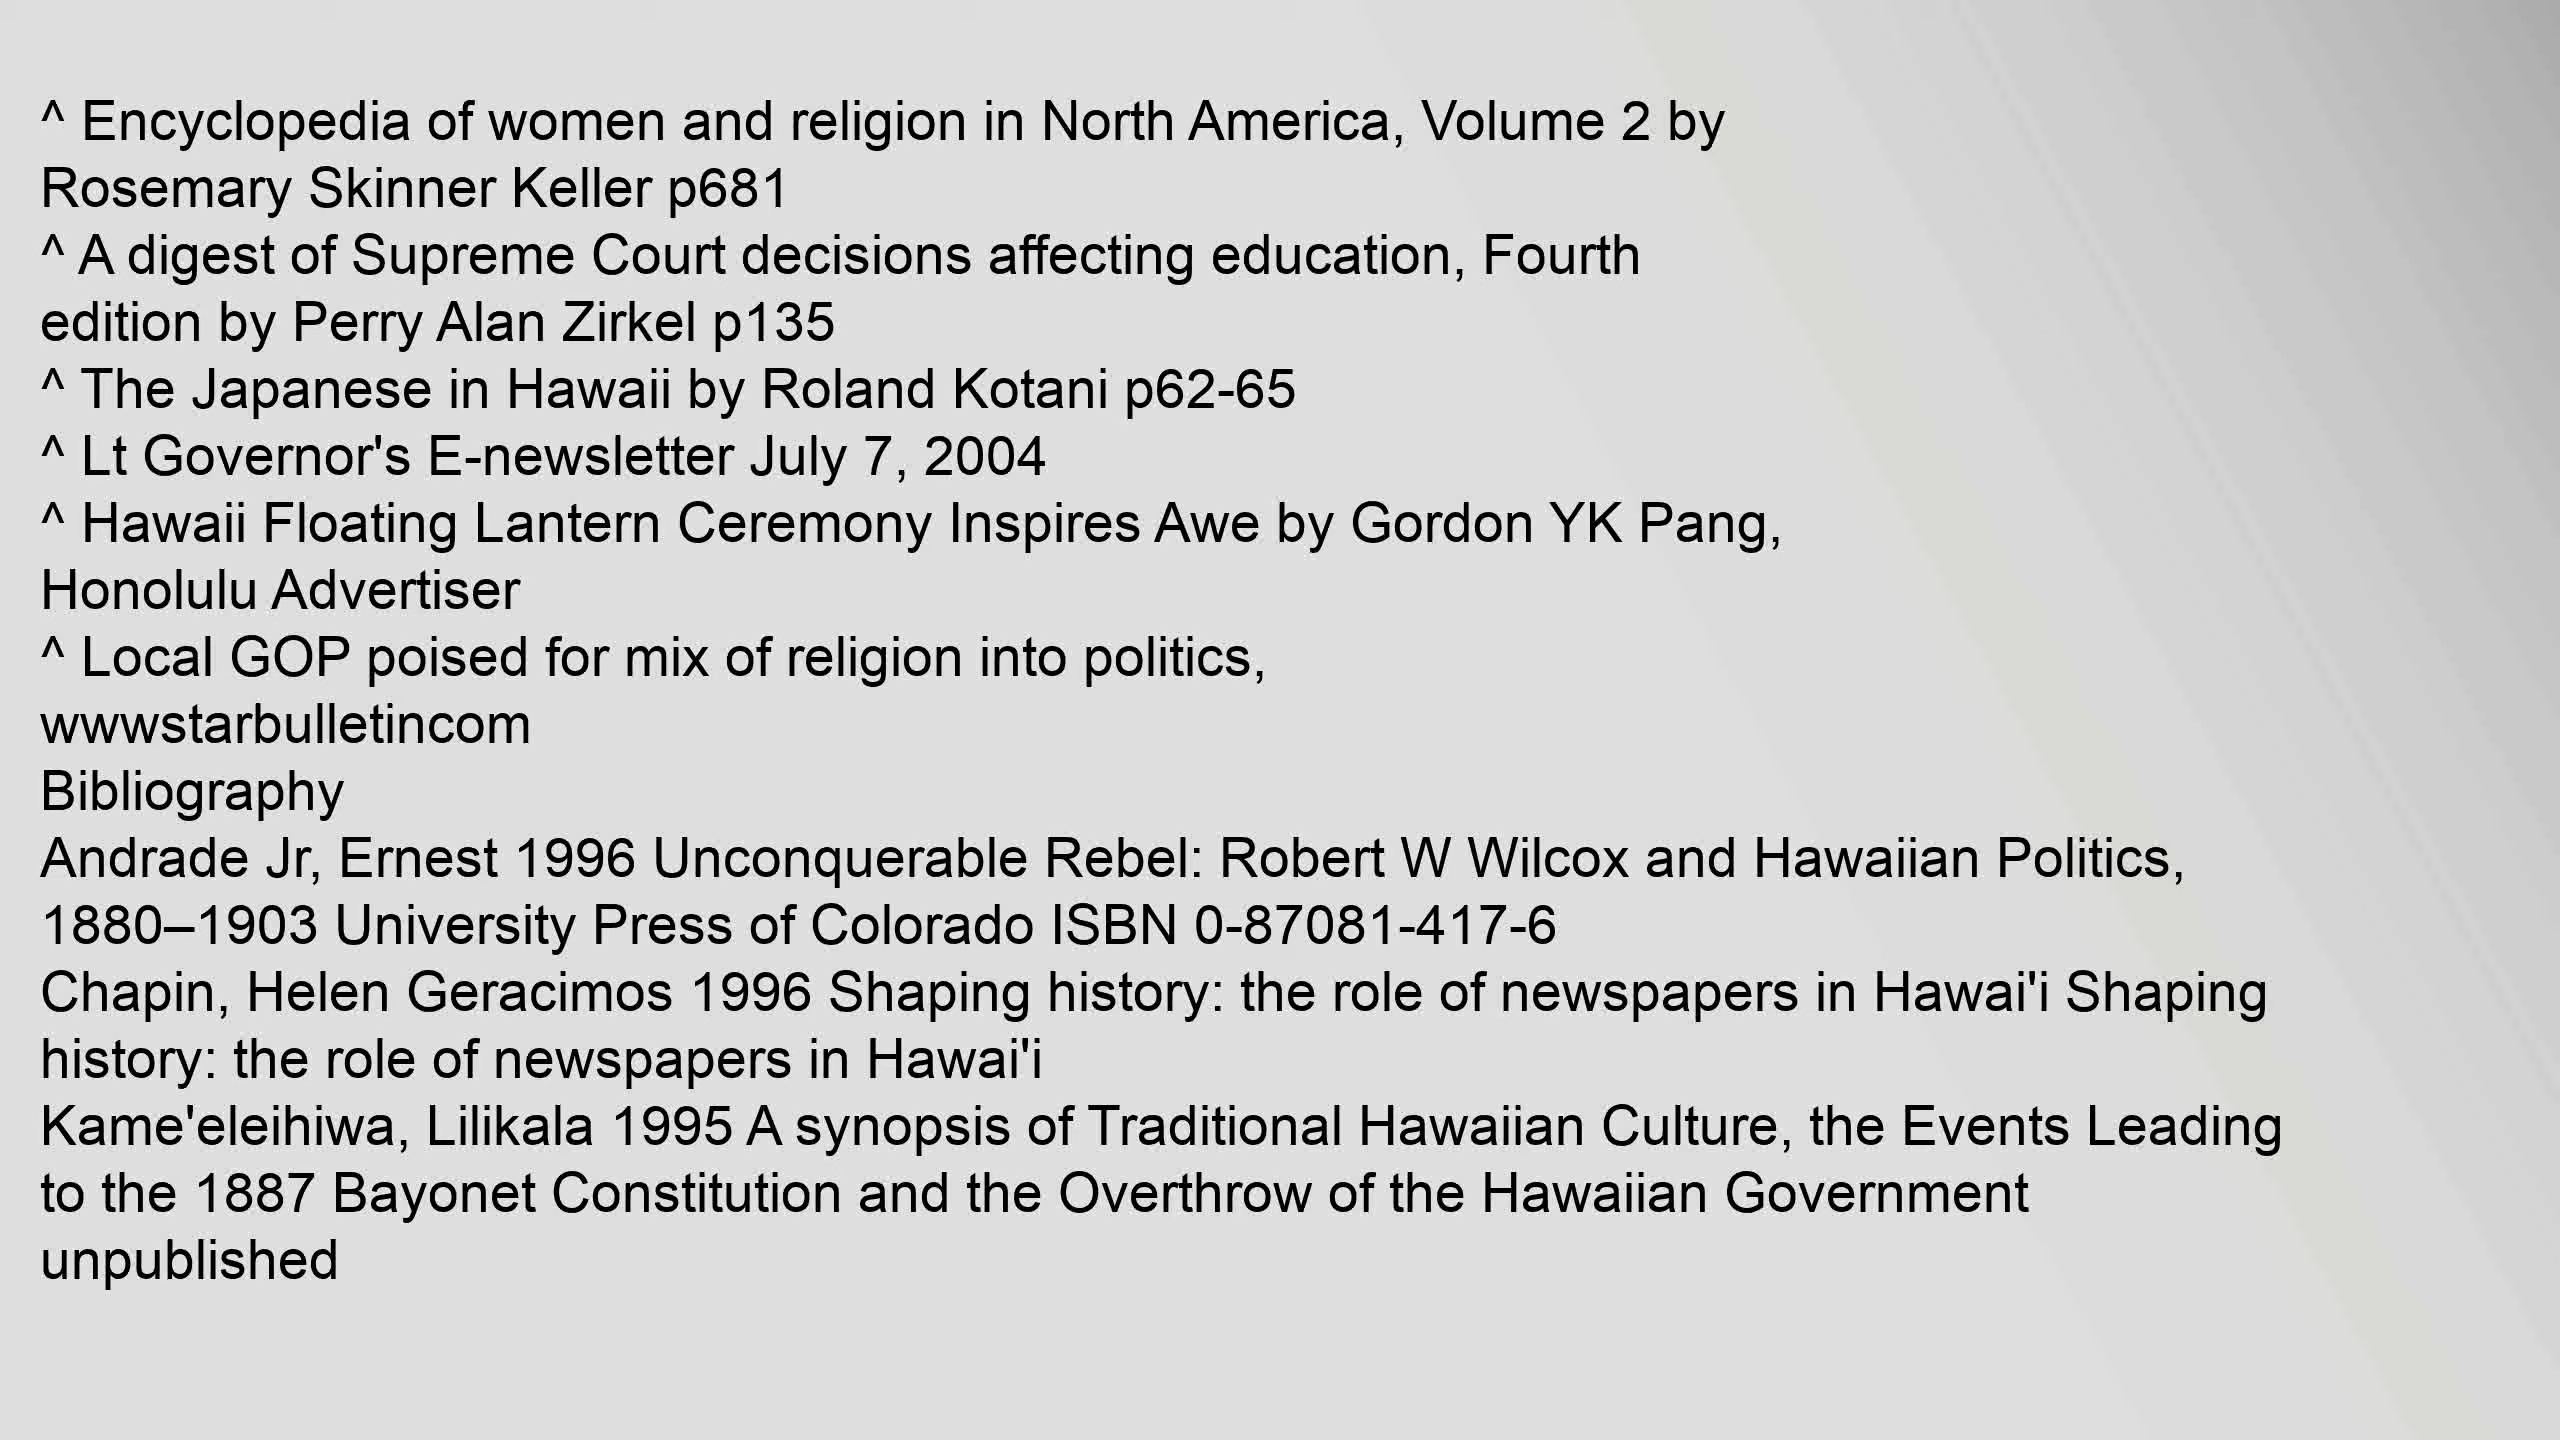 ^ Encyclopedia of women and religion in North America, Volume 2 by
Rosemary Skinner Keller p681
^ A digest of Supreme Court decisions affecting education, Fourth
edition by Perry Alan Zirkel p135
^ The Japanese in Hawaii by Roland Kotani p62-65
^ Lt Governor's E-newsletter July 7, 2004
^ Hawaii Floating Lantern Ceremony Inspires Awe by Gordon YK Pang,
Honolulu Advertiser
^ Local GOP poised for mix of religion into politics,
wwwstarbulletincom
Bibliography
Andrade Jr, Ernest 1996 Unconquerable Rebel: Robert W Wilcox and Hawaiian Politics,
1880–1903 University Press of Colorado ISBN 0-87081-417-6
Chapin, Helen Geracimos 1996 Shaping history: the role of newspapers in Hawai'i Shaping
history: the role of newspapers in Hawai'i
Kame'eleihiwa, Lilikala 1995 A synopsis of Traditional Hawaiian Culture, the Events Leading
to the 1887 Bayonet Constitution and the Overthrow of the Hawaiian Government
unpublished